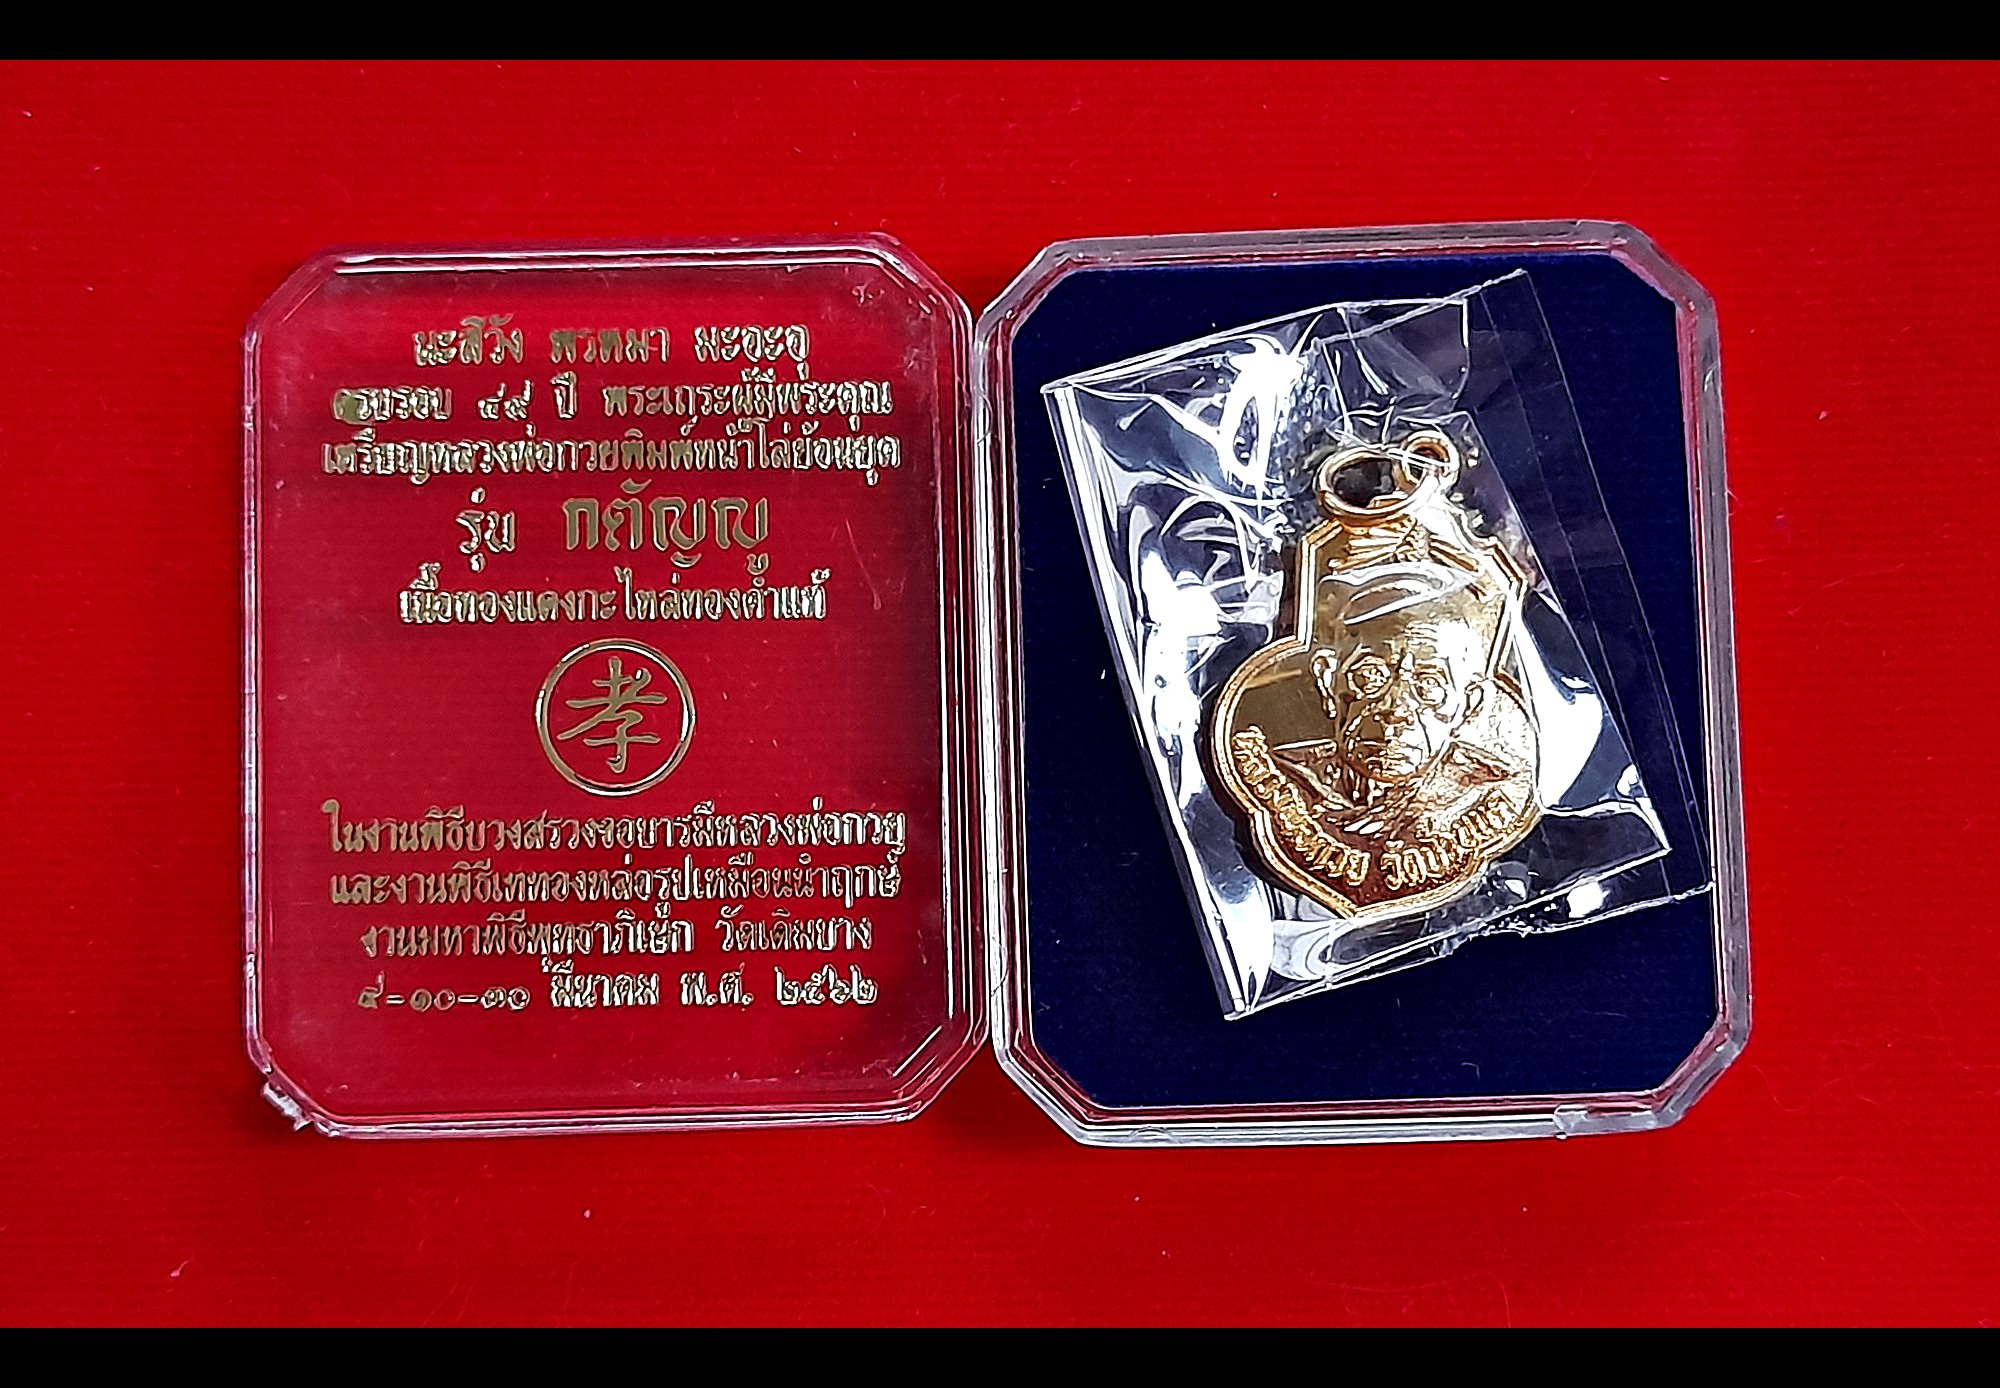 นะสีวัง พรหมา มะอะอุ
ครบรอบ ๔๙ ปี พระเถระผู้มีพระคุณ
เหรียญหลวงพ่อกวยพิมพ์หน้าโล่ย้อนยุค
รุ่น กตัญญู
เนื้อทองแดงกะไหล่ทองคำแท้
孝
ในงานพิธีบวงสรวงขอบารมีหลวงพ่อกวย
และงานพิธีเททองหล่อรูปเหมือนนำฤกษ์
งานมหาพิธีพุทธาภิเษก วัดเดิมบาง
๙-๑๐-๓๐ มีนาคม พ.ศ. ๒๕๖๒
วัดบ้านแค